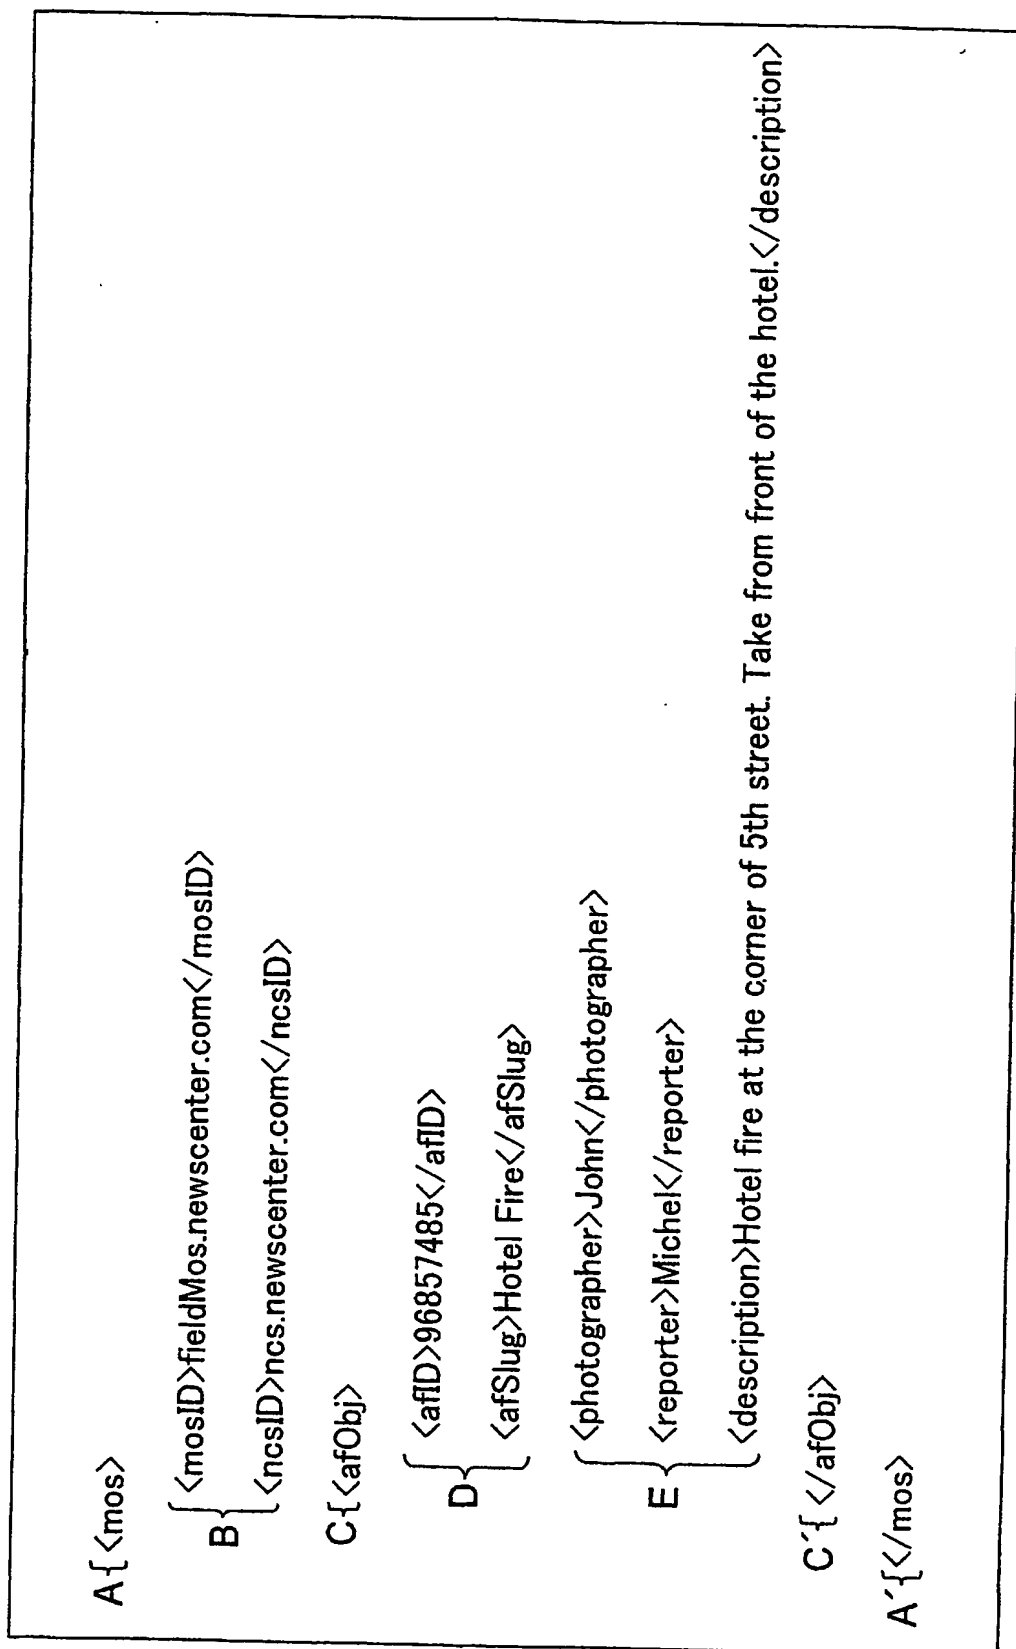 A{<mos>
<mosID>fieldMos.newscenter.com</mosID>
B{
<ncsID>ncs.newscenter.com</ncsID>
C{<afObj>
<afID>96857485</afID>
D{
<afSlug>Hotel Fire</afSlug>
<photographer>John</photographer>
E{ <reporter>Michel</reporter>
<description>Hotel fire at the corner of 5th street. Take from front of the hotel.</description>
C´{</afObj>
A´{</mos>